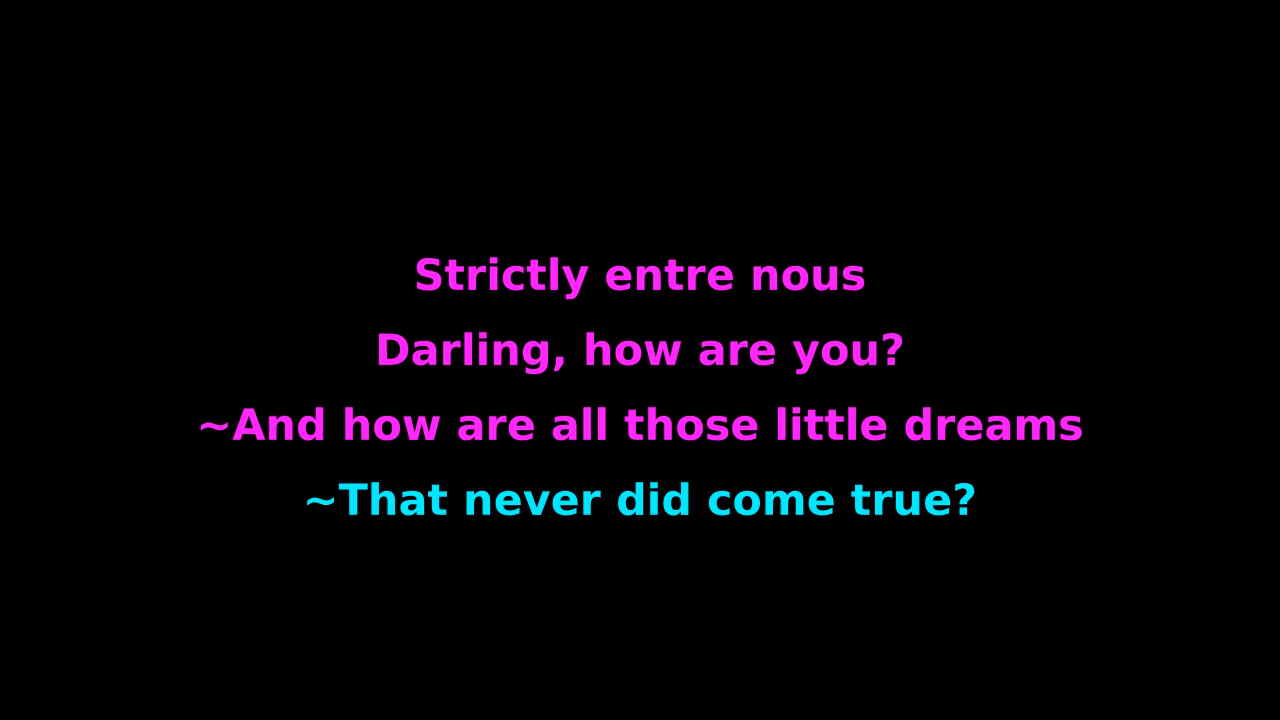 Strictly entre nous
Darling, how are you?
~And how are all those little dreams
~That never did come true?